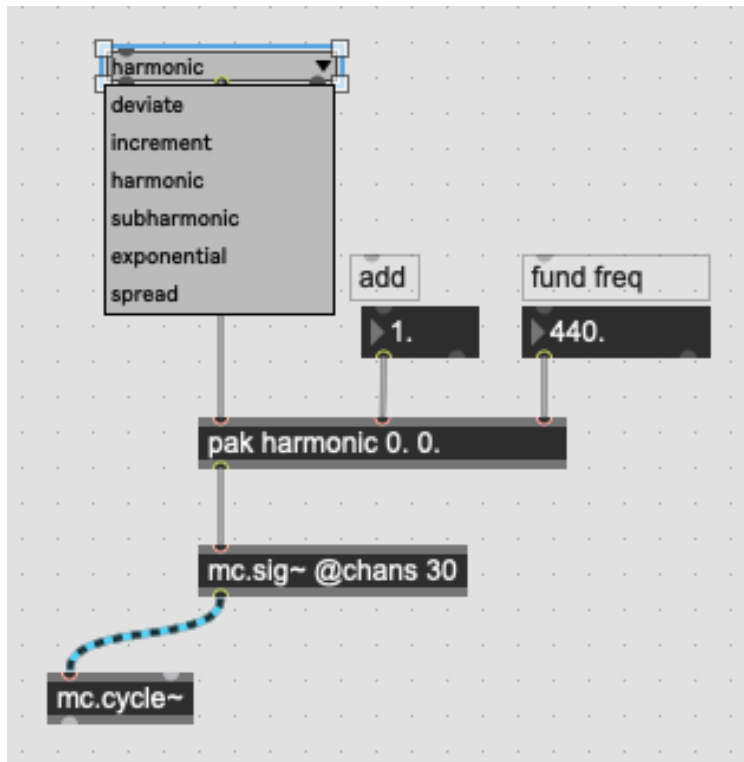 harmonic
deviate
increment
harmonic
subharmonic
exponential
spread
add
fund freq
1.
440.
pak harmonic 0. 0.
mc.sig~ @chans 30
mc.cycle~